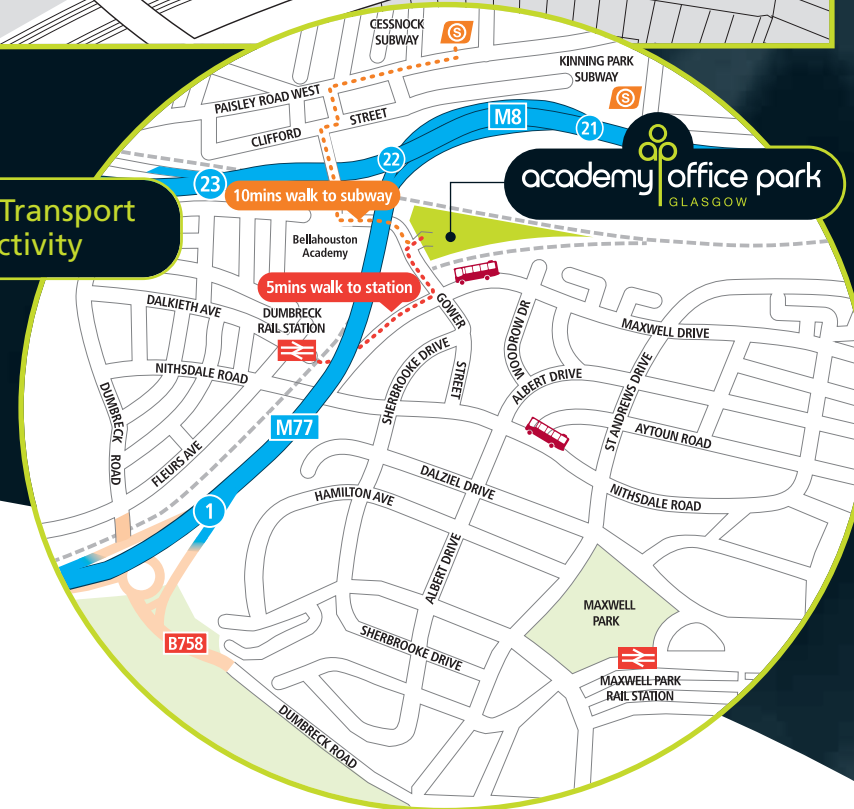 CESSNOCK
SUBWAY
S
KINNING PARK
SUBWAY
S
PAISLEY ROAD WEST
CLIFFORD
STREET
M8
21
22
23
academy office park
GLASGOW
10mins walk to subway
Transport
Bellahouston
Academy
5mins walk to station
DUMBRECK
RAIL STATION
GOWER
STREET
DALKIETH AVE
NITHSDALE ROAD
DUMBRECK
ROAD
FLEURS AVE
M77
1
SHERBROOKE DRIVE
WOODROW DR
MAXWELL DRIVE
ALBERT DRIVE
ST ANDREWS DRIVE
AYTOUN ROAD
NITHSDALE ROAD
DALZIEL DRIVE
HAMILTON AVE
ALBERT DRIVE
MAXWELL
PARK
SHERBROOKE DRIVE
B758
MAXWELL PARK
RAIL STATION
DUMBRECK ROAD